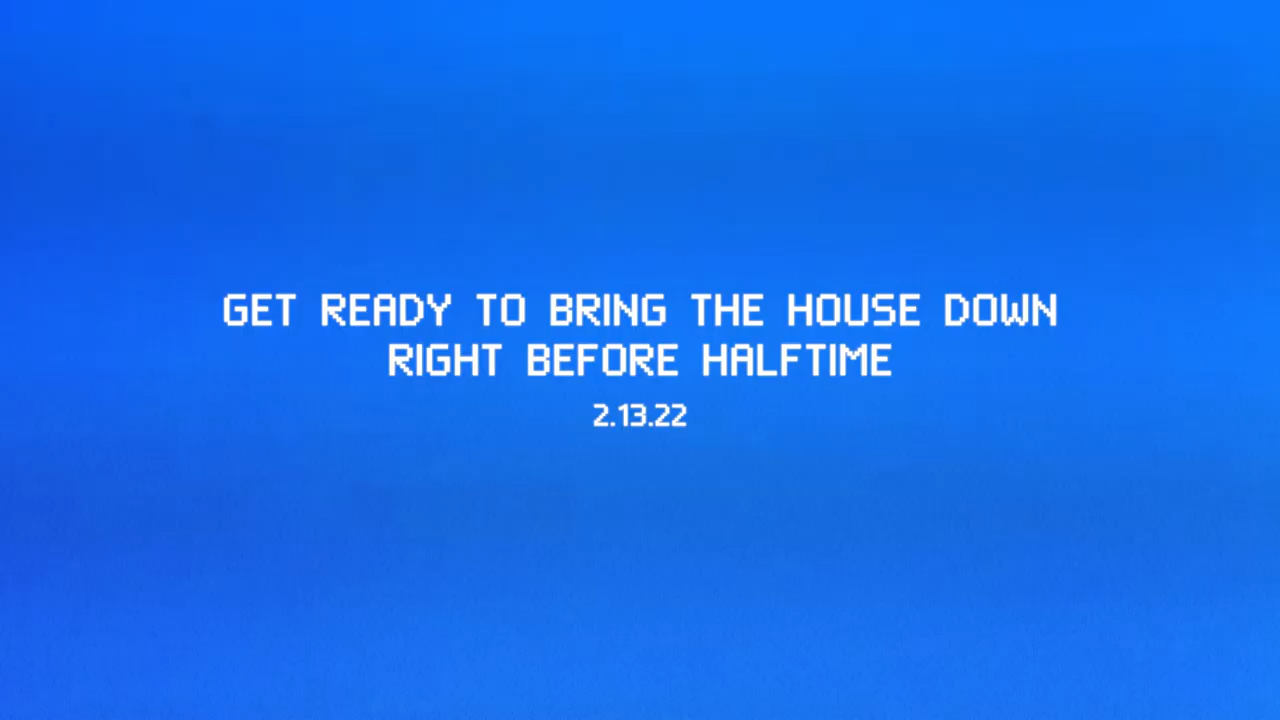 GET READY TO BRING THE HOUSE DOWN
RIGHT BEFORE HALFTIME
2.13.22